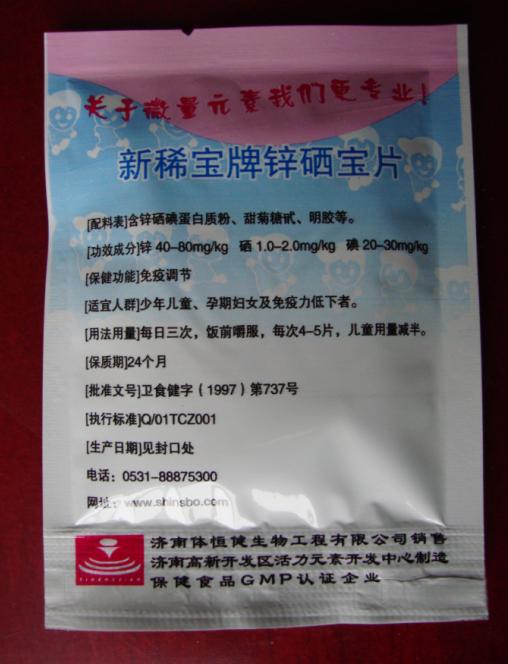 关于微量元素我们更专业!
新稀宝牌锌硒宝片
[配料表]含锌硒碘蛋白质粉、甜菊糖甙、明胶等。
[功效成分]锌 40-80mg/kg 硒 1.0-2.0mg/kg 碘 20-30mg/kg
[保健功能]免疫调节
[适宜人群]少年儿童、孕期妇女及免疫力低下者。
[用法用量]每日三次，饭前嚼服，每次4-5片，儿童用量减半。
[保质期]24个月
[批准文号]卫食健字（1997）第737号
[执行标准]Q/01TCZ001
[生产日期]见封口处
电话：0531-88875300
网址：www.shinsbo.com
济南体恒健生物工程有限公司销售
济南高新开发区活力元素开发中心制造
保健食品GMP认证企业